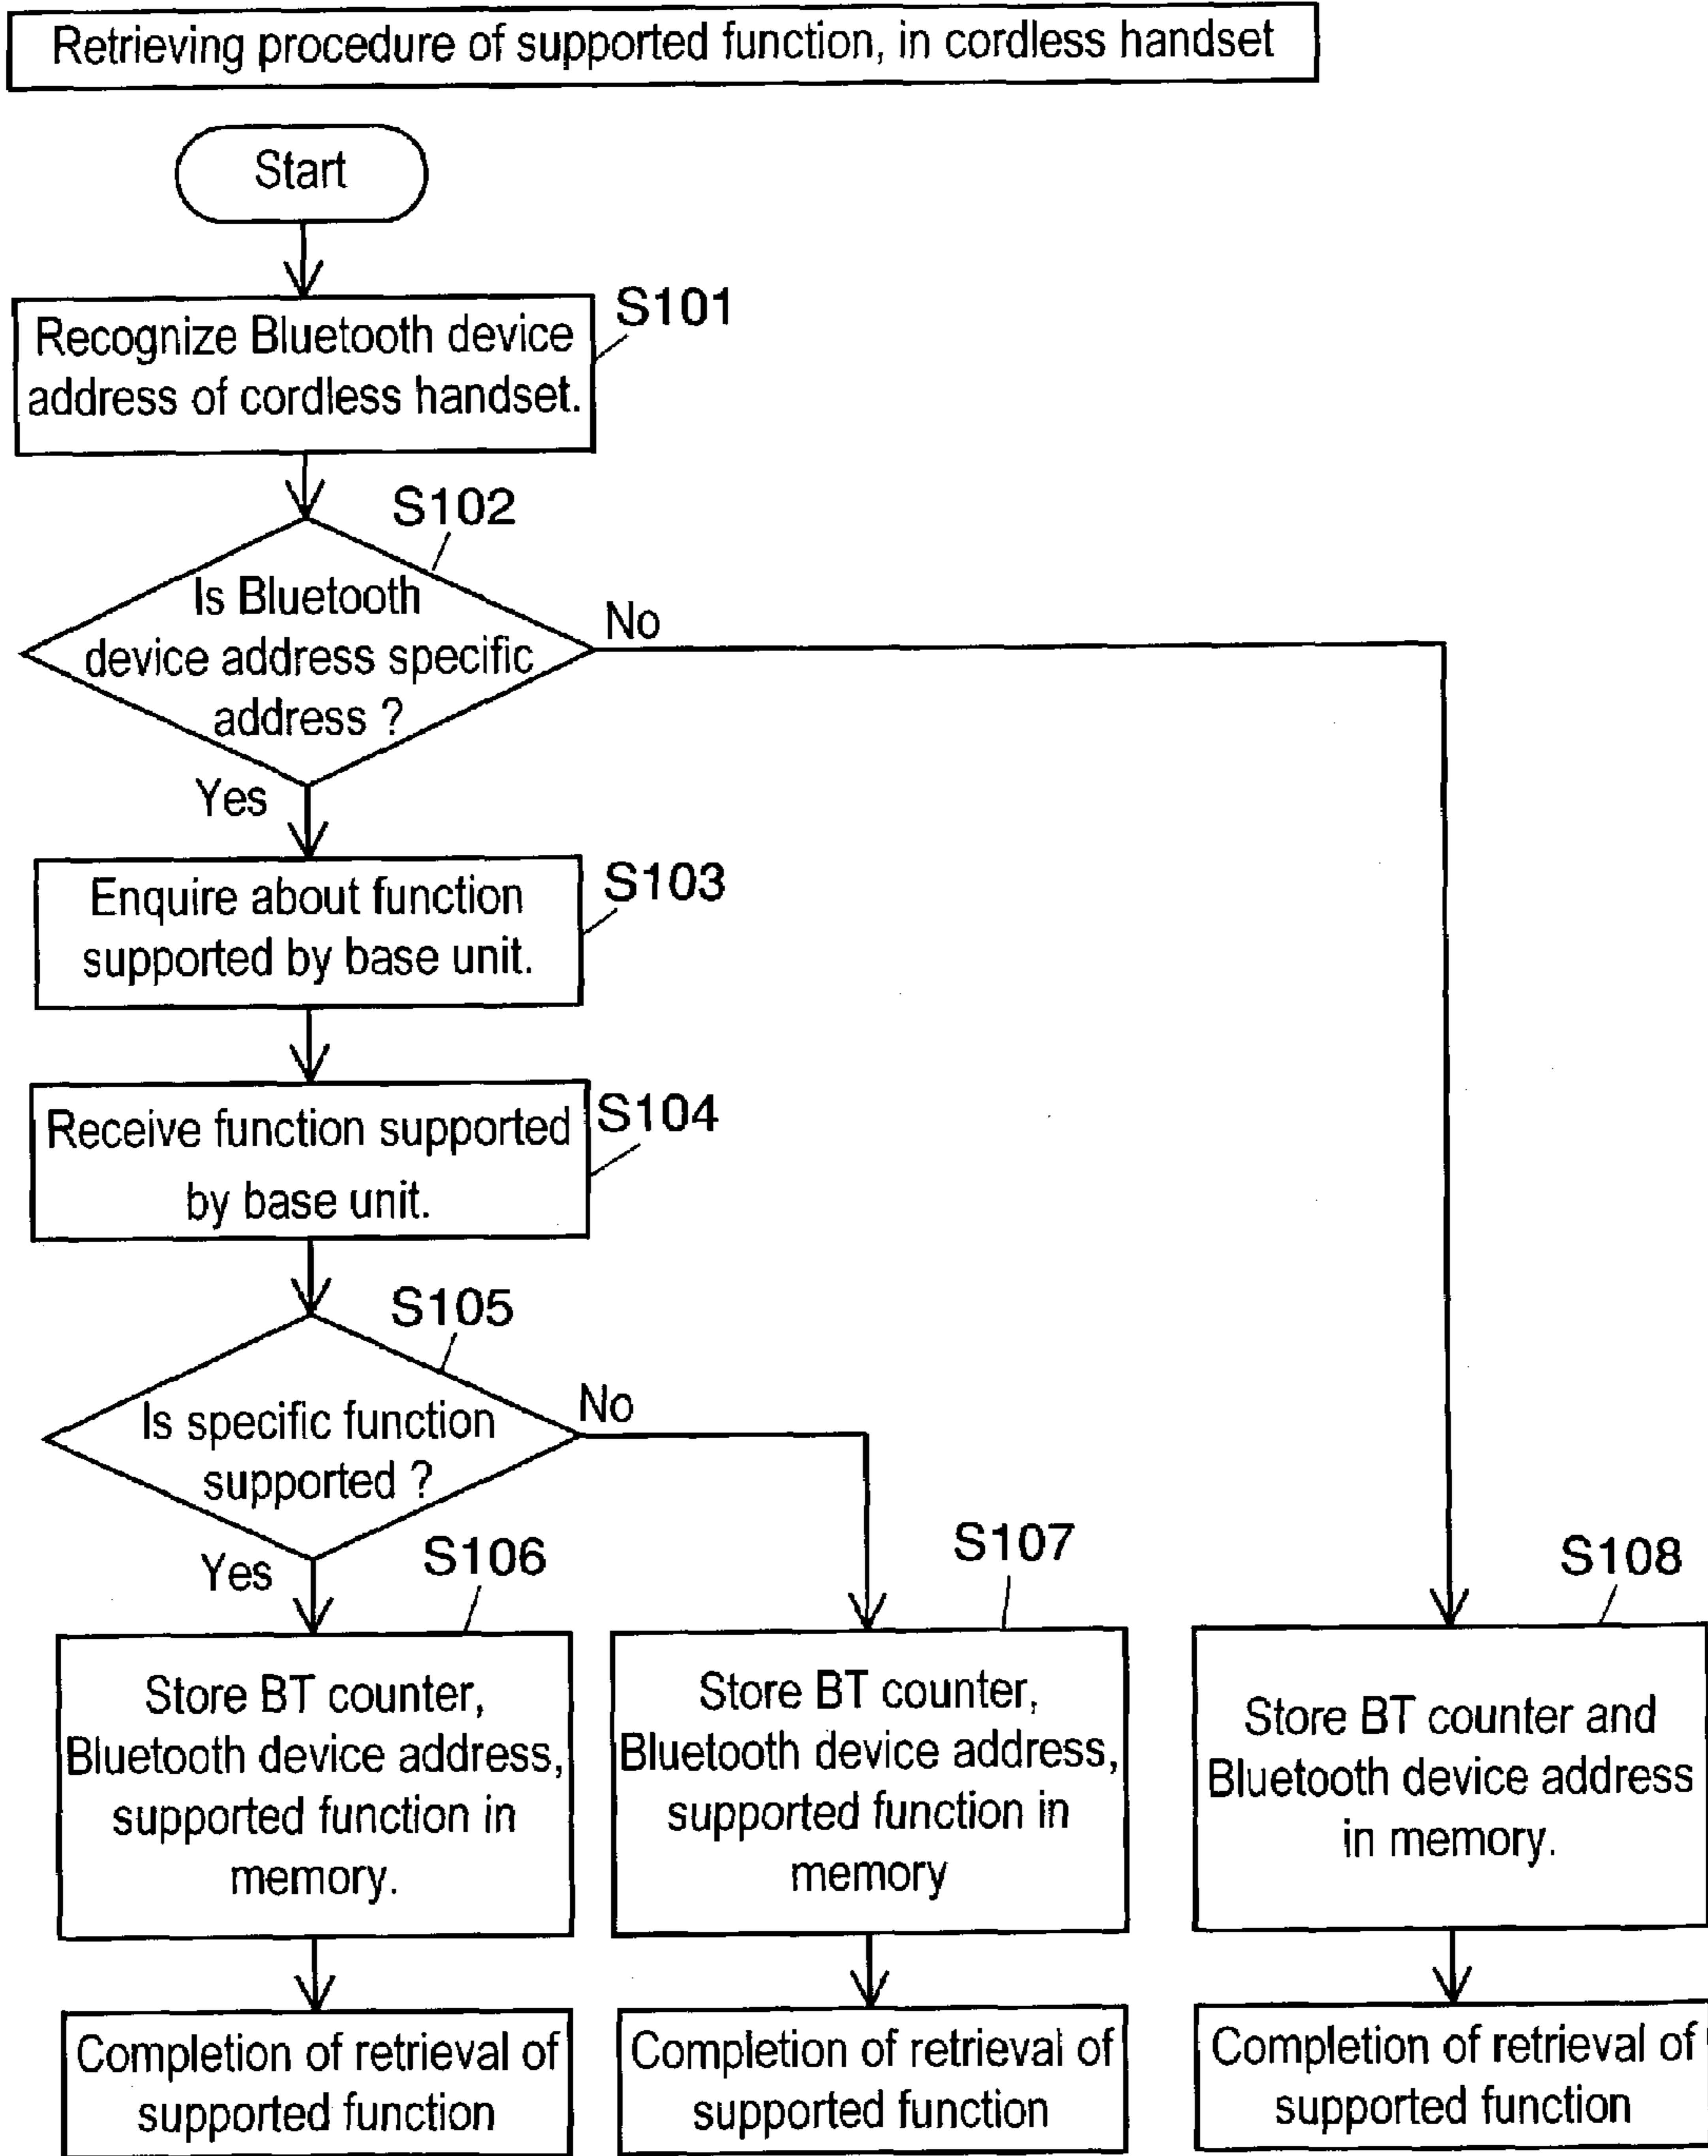 Retrieving procedure of supported function, in cordless handset
Start
S101
Recognize Bluetooth device
address of cordless handset.
S102
Is Bluetooth
device address specific
address ?
No
Yes
S103
Enquire about function
supported by base unit.
S104
Receive function supported
by base unit.
S105
Is specific function
supported ?
No
Yes
S106
Store BT counter,
Bluetooth device address,
supported function in
memory.
S107
Store BT counter,
Bluetooth device address,
supported function in
memory
S108
Store BT counter and
Bluetooth device address
in memory.
Completion of retrieval of
supported function
Completion of retrieval of
supported function
Completion of retrieval of
supported function